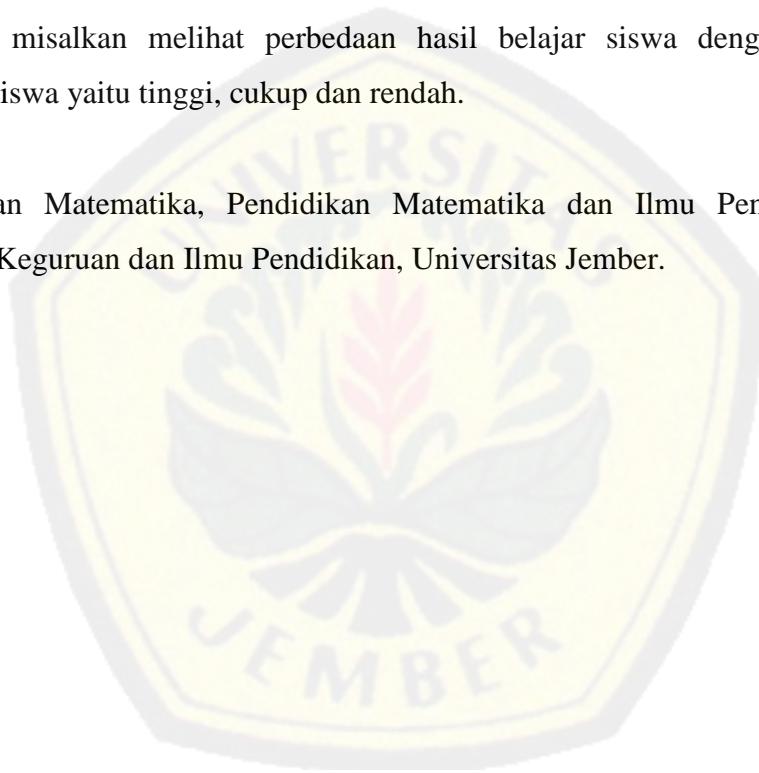 misalkan melihat perbedaan hasil belajar siswa deng
iswa yaitu tinggi, cukup dan rendah.
an Matematika, Pendidikan Matematika dan Ilmu Pen
Keguruan dan Ilmu Pendidikan, Universitas Jember.
UNIVERSITAS
JEMBER